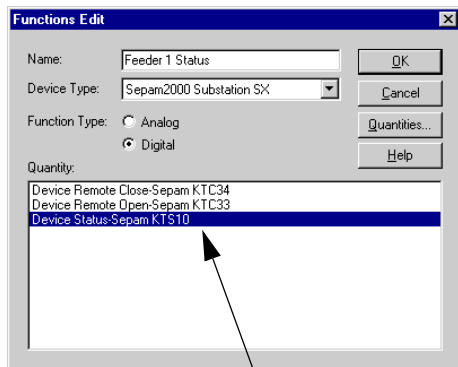 Functions Edit
Name: Feeder 1 Status OK
Device Type: Sepam2000 Substation SX Cancel
Function Type: Analog Quantities...
Digital
Help
Quantity:
Device Remote Close-Sepam KTC34
Device Remote Open-Sepam KTC33
Device Status-Sepam KTS10